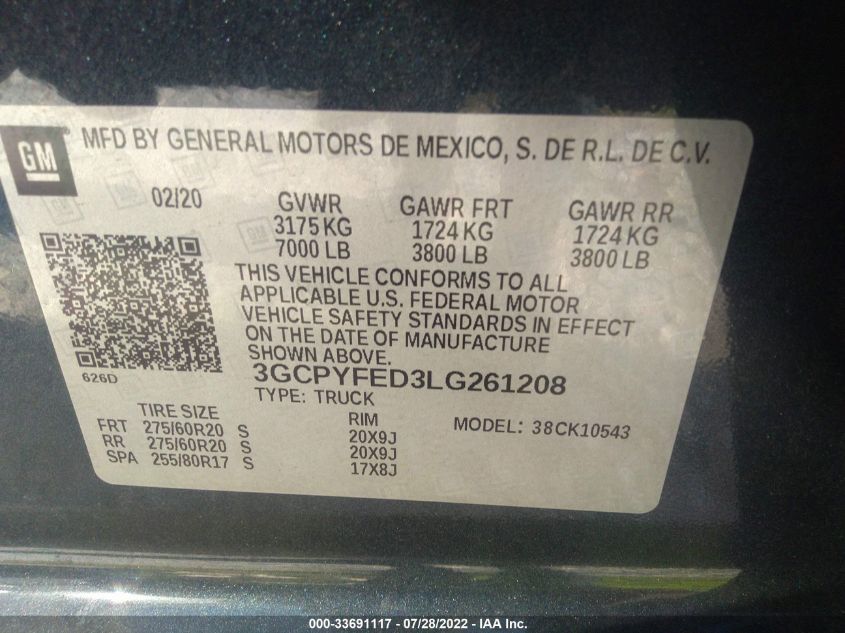 GM ® MFD BY GENERAL MOTORS DE MEXICO, S. DE R.L. DE C.V.
02/20 GVWR GAWR FRT GAWR RR
3175 KG 1724 KG 1724 KG
7000 LB 3800 LB 3800 LB
THIS VEHICLE CONFORMS TO ALL
APPLICABLE U.S. FEDERAL MOTOR
VEHICLE SAFETY STANDARDS IN EFFECT
ON THE DATE OF MANUFACTURE
SHOWN ABOVE.
626D
3GCPYFED3LG261208
TYPE: TRUCK
TIRE SIZE RIM MODEL: 38CK10543
FRT 275/60R20 S 20X9J
RR 275/60R20 S 20X9J
SPA 255/80R17 S 17X8J
000-33691117 - 07/28/2022 - IAA Inc.